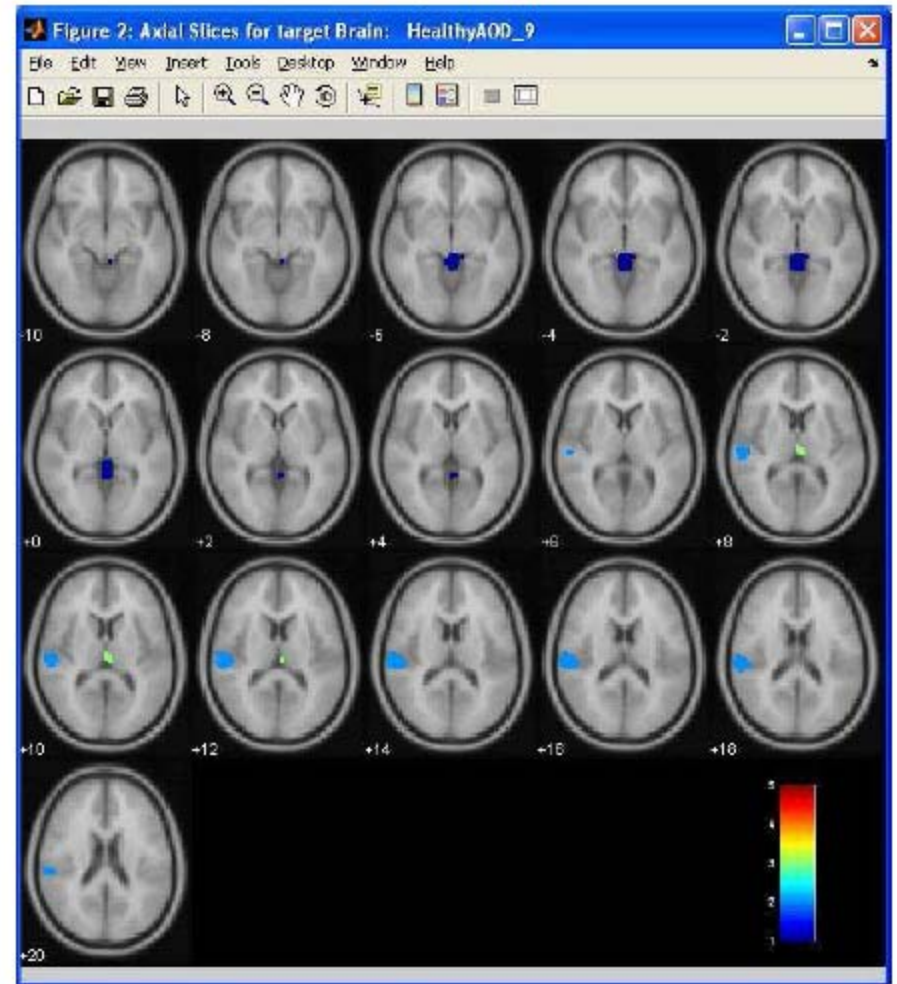 Figure 2: Axial Slices for target Brain: HealthyAOD_9
File Edit View Insert Tools Desktop Window Help
-10 -8 -6 -4 -2
+0 +2 +4 +6 +8
+10 +12 +14 +16 +18
5
4
3
2
1
+20